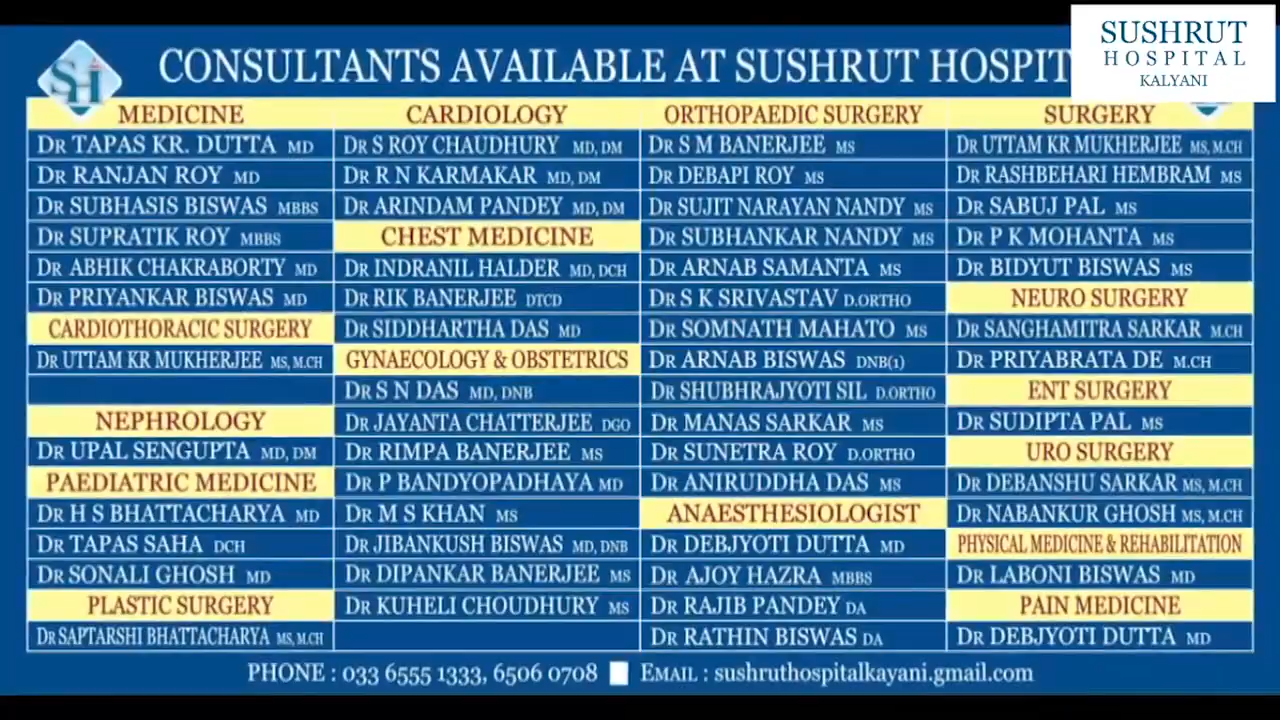 CONSULTANTS AVAILABLE AT SUSHRUT
SUSHRUT
HOSPITAL
KALYANI
SH
MEDICINE
DR TAPAS KR. DUTTA MD
DR RANJAN ROY MD
DR SUBHASIS BISWAS MBBS
DR SUPRATIK ROY MBBS
DR ABHIK CHAKRABORTY MD
DR PRIYANKAR BISWAS MD
CARDIOTHORACIC SURGERY
DR UTTAM KR MUKHERJEE MS, M.CH
NEPHROLOGY
DR UPAL SENGUPTA MD, DM
PAEDIATRIC MEDICINE
DR H S BHATTACHARYA MD
DR TAPAS SAHA DCH
DR SONALI GHOSH MD
PLASTIC SURGERY
DR SAPTARSHI BHATTACHARYA MS, M.CH
CARDIOLOGY
DR S ROY CHAUDHURY MD, DM
DR R N KARMAKAR MD, DM
DR ARINDAM PANDEY MD, DM
CHEST MEDICINE
DR INDRANIL HALDER MD, DCH
DR RIK BANERJEE DTCD
DR SIDDHARTHA DAS MD
GYNAECOLOGY & OBSTETRICS
DR S N DAS MD, DNB
DR JAYANTA CHATTERJEE DGO
DR RIMPA BANERJEE MS
DR P BANDYOPADHAYA MD
DR M S KHAN MS
DR JIBANKUSH BISWAS MD, DNB
DR DIPANKAR BANERJEE MS
DR KUHELI CHOUDHURY MS
ORTHOPAEDIC SURGERY
DR S M BANERJEE MS
DR DEBAPI ROY MS
DR SUJIT NARAYAN NANDY MS
DR SUBHANKAR NANDY MS
DR ARNAB SAMANTA MS
DR S K SRIVASTAV D.ORTHO
DR SOMNATH MAHATO MS
DR ARNAB BISWAS DNB(1)
DR SHUBHRAJYOTI SIL D.ORTHO
DR MANAS SARKAR MS
DR SUNETRA ROY D.ORTHO
DR ANIRUDDHA DAS MS
ANAESTHESIOLOGIST
DR DEBJYOTI DUTTA MD
DR AJOY HAZRA MBBS
DR RAJIB PANDEY DA
DR RATHIN BISWAS DA
SURGERY
DR UTTAM KR MUKHERJEE MS, M.CH
DR RASHBEHARI HEMBRAM MS
DR SABUJ PAL MS
DR P K MOHANTA MS
DR BIDYUT BISWAS MS
NEURO SURGERY
DR SANGHAMITRA SARKAR M.CH
DR PRIYABRATA DE M.CH
ENT SURGERY
DR SUDIPTA PAL MS
URO SURGERY
DR DEBANSHU SARKAR MS, M.CH
DR NABANKUR GHOSH MS, M.CH
PHYSICAL MEDICINE & REHABILITATION
DR LABONI BISWAS MD
PAIN MEDICINE
DR DEBJYOTI DUTTA MD
PHONE : 033 6555 1333, 6506 0708 EMAIL : sushruthospitalkayani.gmail.com